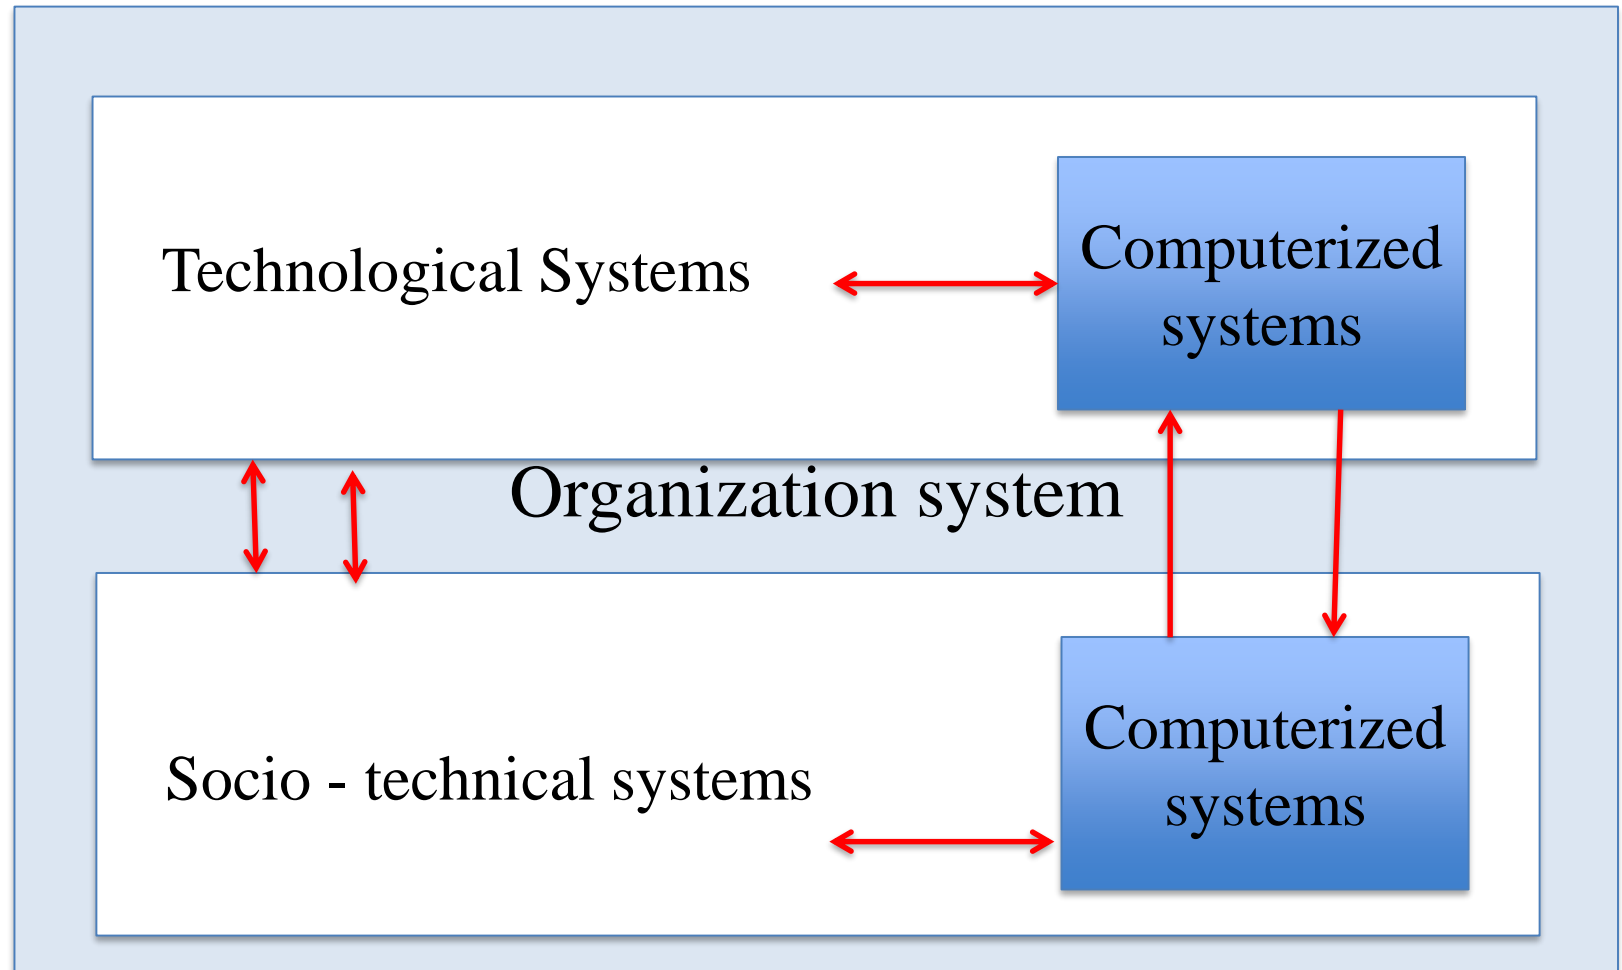 Technological Systems
Computerized
systems
Organization system
Socio - technical systems
Computerized
systems